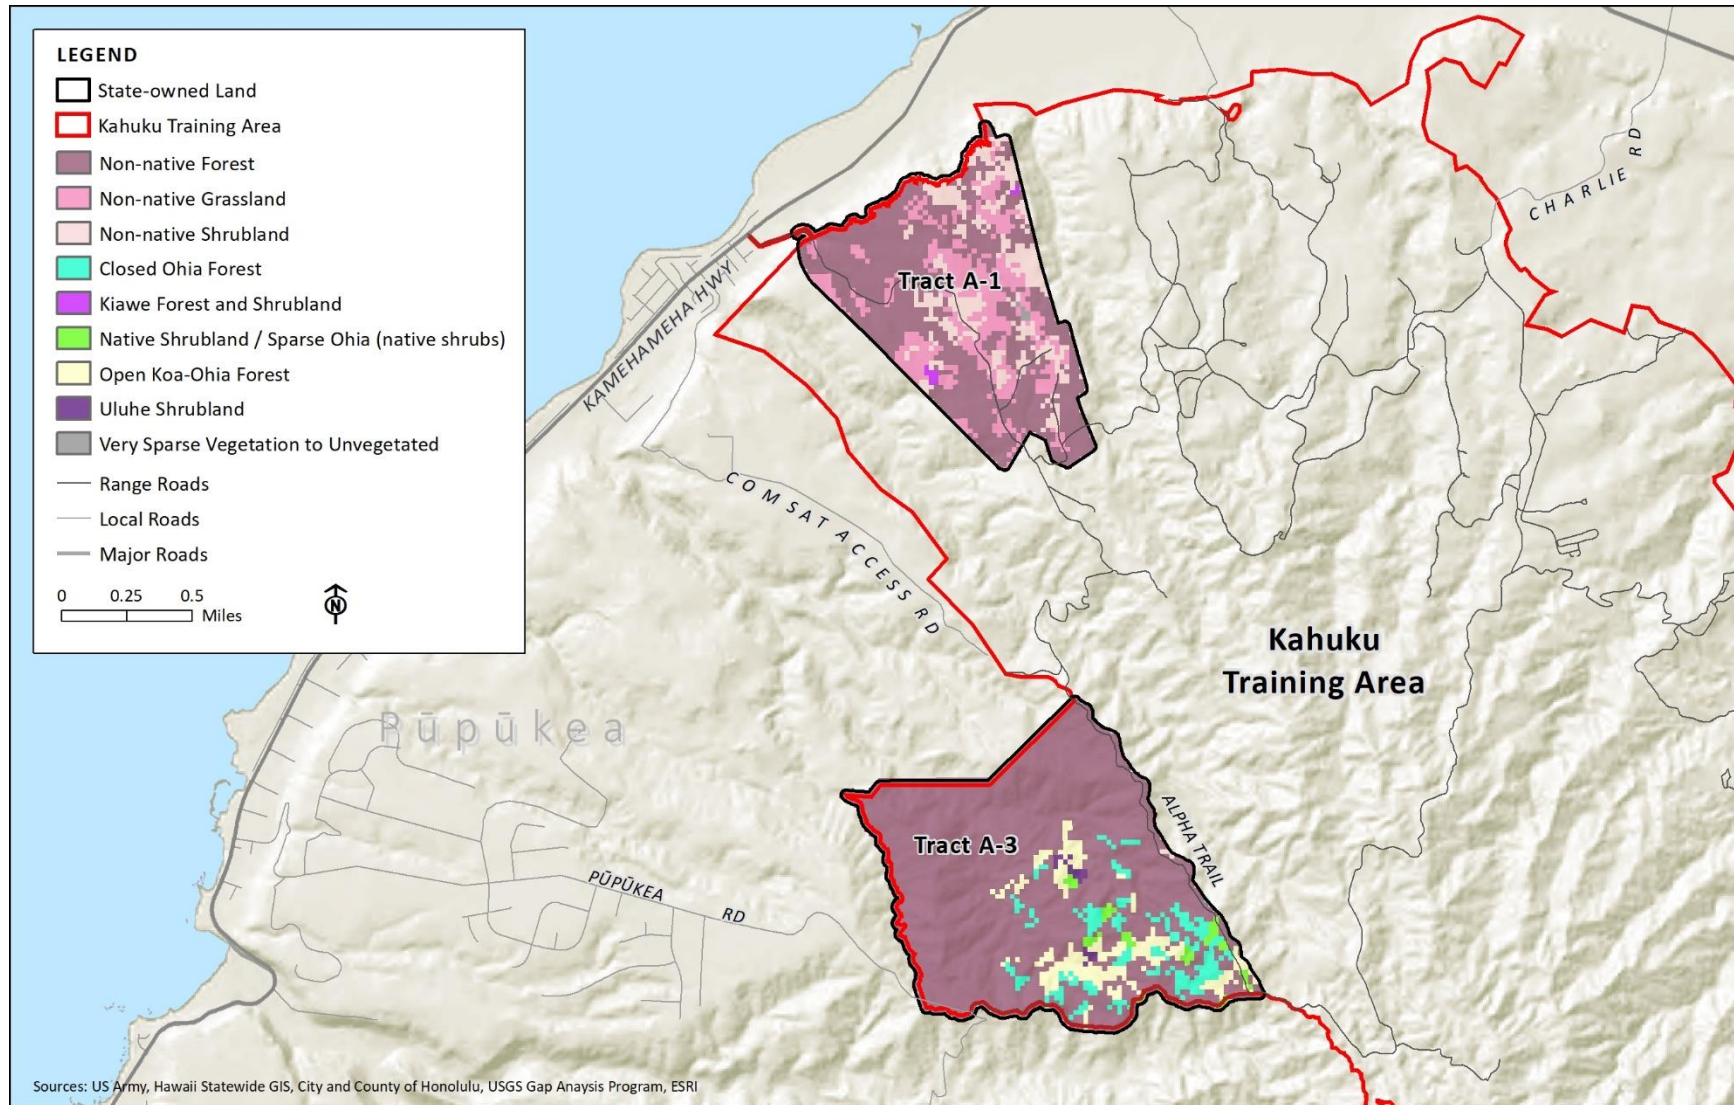 LEGEND
State-owned Land
Kahuku Training Area
Non-native Forest
Non-native Grassland
Non-native Shrubland
Closed Ohia Forest
Kiawe Forest and Shrubland
Native Shrubland / Sparse Ohia (native shrubs)
Open Koa-Ohia Forest
Uluhe Shrubland
Very Sparse Vegetation to Unvegetated
Range Roads
Local Roads
Major Roads
0 0.25 0.5
Miles
N
CHARLIE RD
Tract A-1
KAMEHAMEHA HWY
COMSAT ACCESS RD
Kahuku
Training Area
Pūpūkea
Tract A-3
ALPHA TRAIL
PŪPŪKEA RD
Sources: US Army, Hawaii Statewide GIS, City and County of Honolulu, USGS Gap Anaysis Program, ESRI